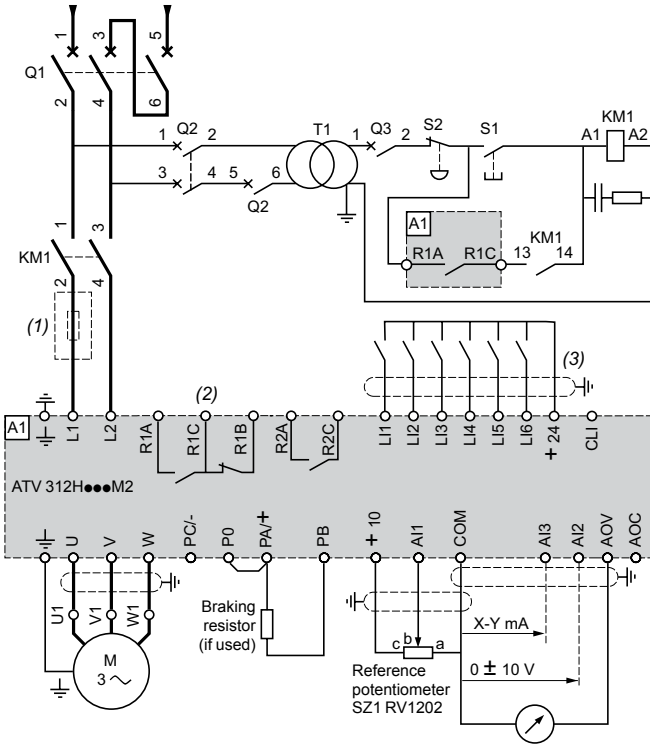 1 3 5
Q1
2 4 6
1 Q2 2
T1
1 Q3 2
S2
S1
KM1
A1 A2
3 4 5 6
Q2
A1
R1A R1C
13 KM1 14
1 3
KM1
2 4
(1)
(2)
(3)
A1
L1 L2 R1A R1C R1B R2A R2C LI1 LI2 LI3 LI4 LI5 LI6 + 24 CLI
ATV 312H●●●M2
U V W PC/- P0 PA/+ PB + 10 AI1 COM AI3 AI2 AOV AOC
U1 V1 W1
M
3
Braking
resistor
(if used)
c b a
Reference
potentiometer
SZ1 RV1202
X-Y mA
0 ± 10 V